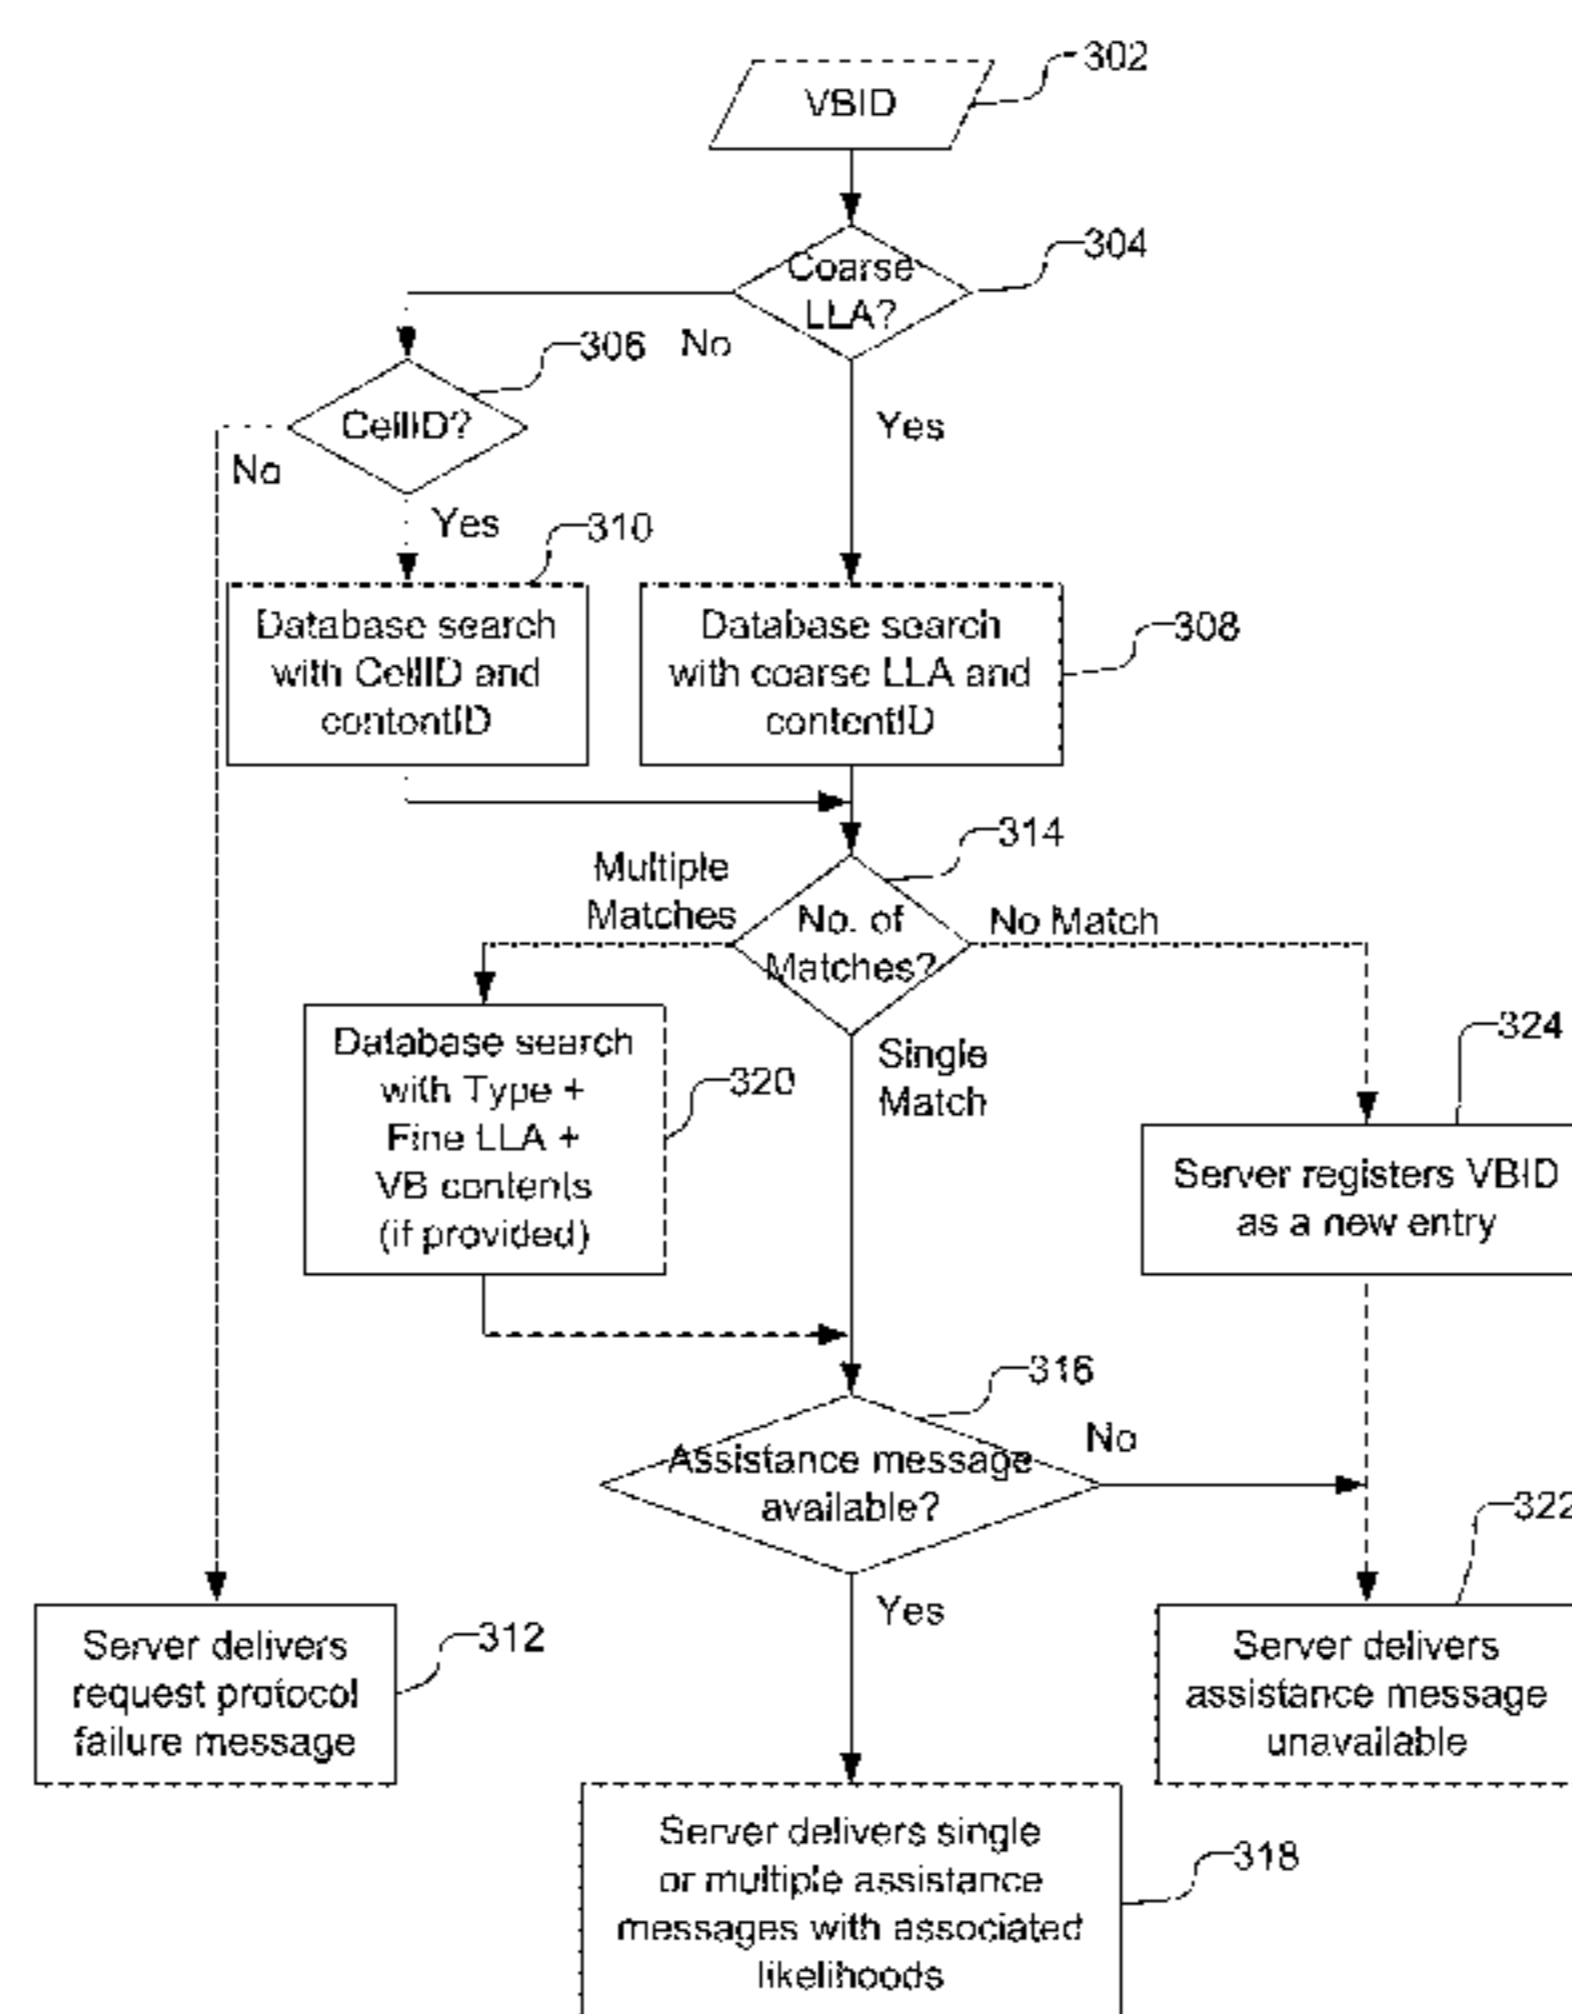 302
VBID
304
Coarse
LLA?
306
No
CellID?
Yes
No
Yes
310
Database search
with CellID and
contentID
Database search
with coarse LLA and
contentID
308
314
Multiple
Matches
No. of
Matches?
No Match
Database search
with Type +
Fine LLA +
VB contents
(if provided)
320
Single
Match
324
Server registers VBID
as a new entry
316
Assistance message
available?
No
322
Yes
Server delivers
request protocol
failure message
312
Server delivers
assistance message
unavailable
Server delivers single
or multiple assistance
messages with associated
likelihoods
318